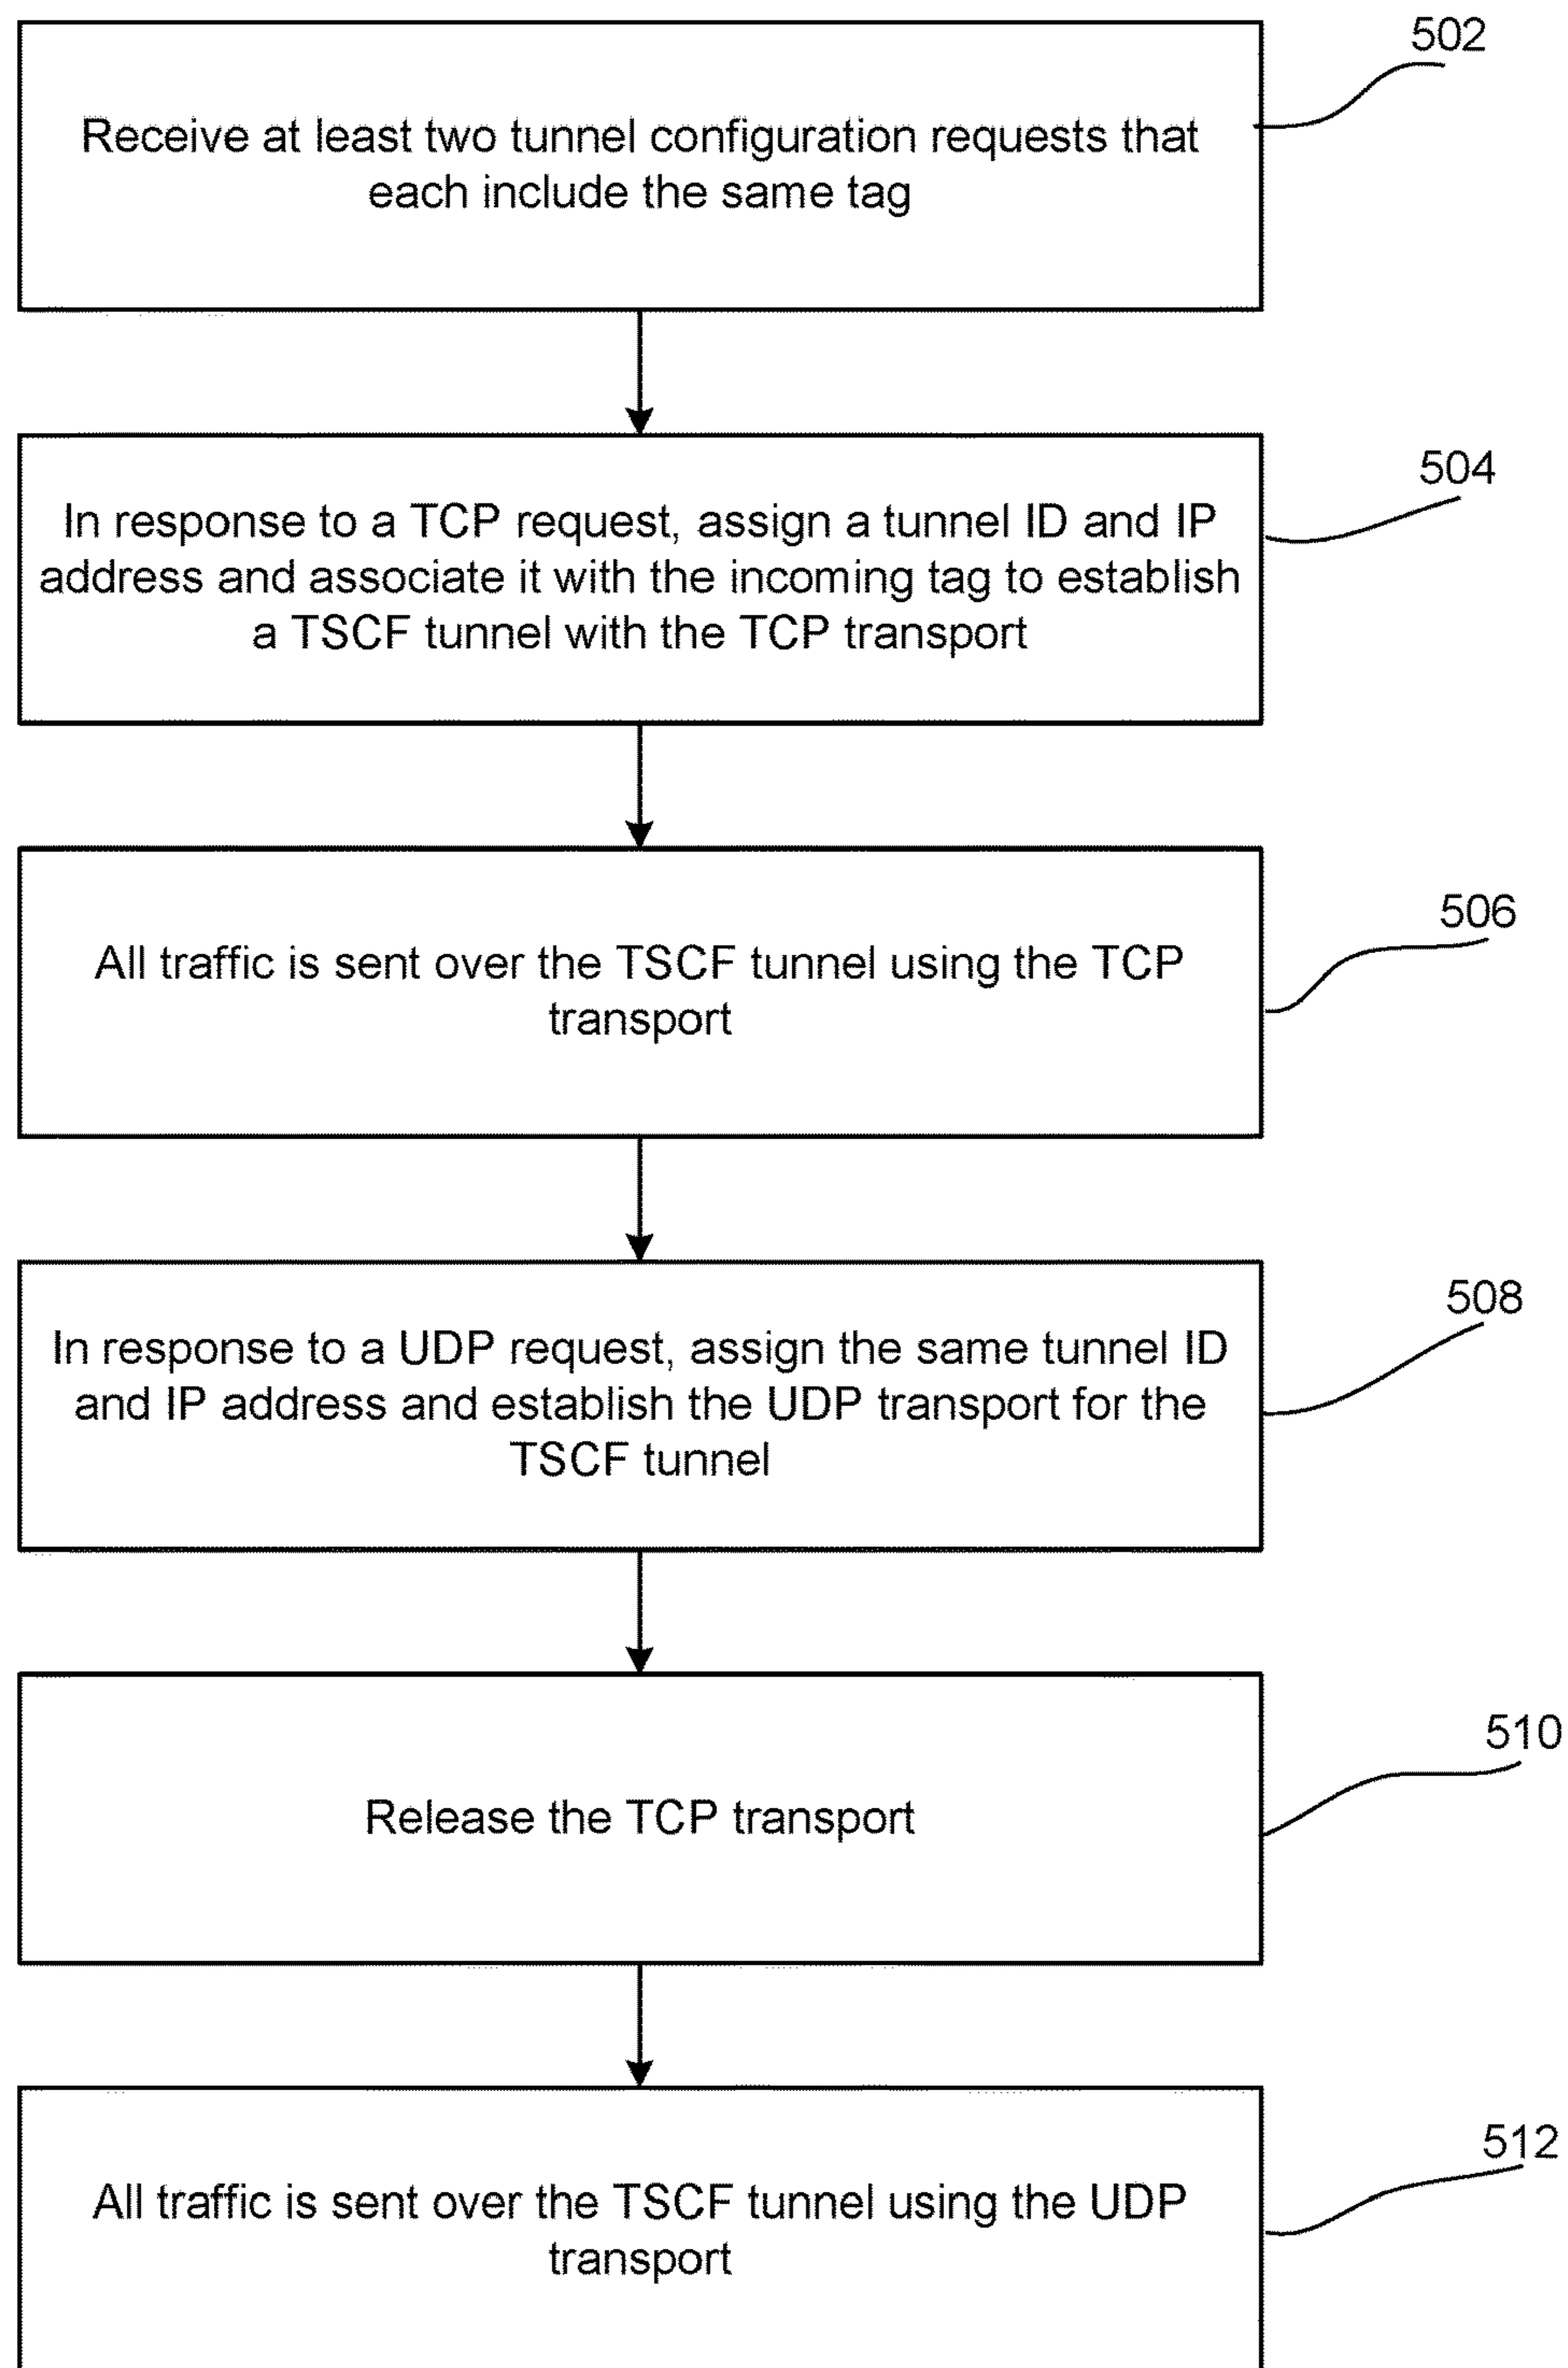 502
Receive at least two tunnel configuration requests that
each include the same tag
504
In response to a TCP request, assign a tunnel ID and IP
address and associate it with the incoming tag to establish
a TSCF tunnel with the TCP transport
506
All traffic is sent over the TSCF tunnel using the TCP
transport
508
In response to a UDP request, assign the same tunnel ID
and IP address and establish the UDP transport for the
TSCF tunnel
510
Release the TCP transport
512
All traffic is sent over the TSCF tunnel using the UDP
transport